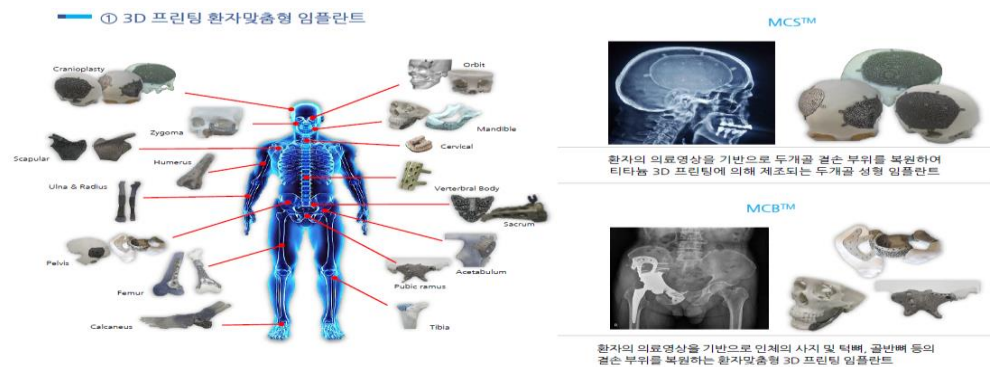 ① 3D 프린팅 환자맞춤형 임플란트
Cranioplasty
Orbit
Zygoma
Mandible
Cervical
Scapular
Humerus
Ulna & Radius
Vertebral Body
Sacrum
Pelvis
Acetabulum
Femur
Pubic ramus
Calcaneus
Tibia
MCS™
환자의 의료영상을 기반으로 두개골 결손 부위를 복원하여
티타늄 3D 프린팅에 의해 제조되는 두개골 성형 임플란트
MCB™
환자의 의료영상을 기반으로 인체의 사지 및 턱뼈, 골반뼈 등의
결손 부위를 복원하는 환자맞춤형 3D 프린팅 임플란트